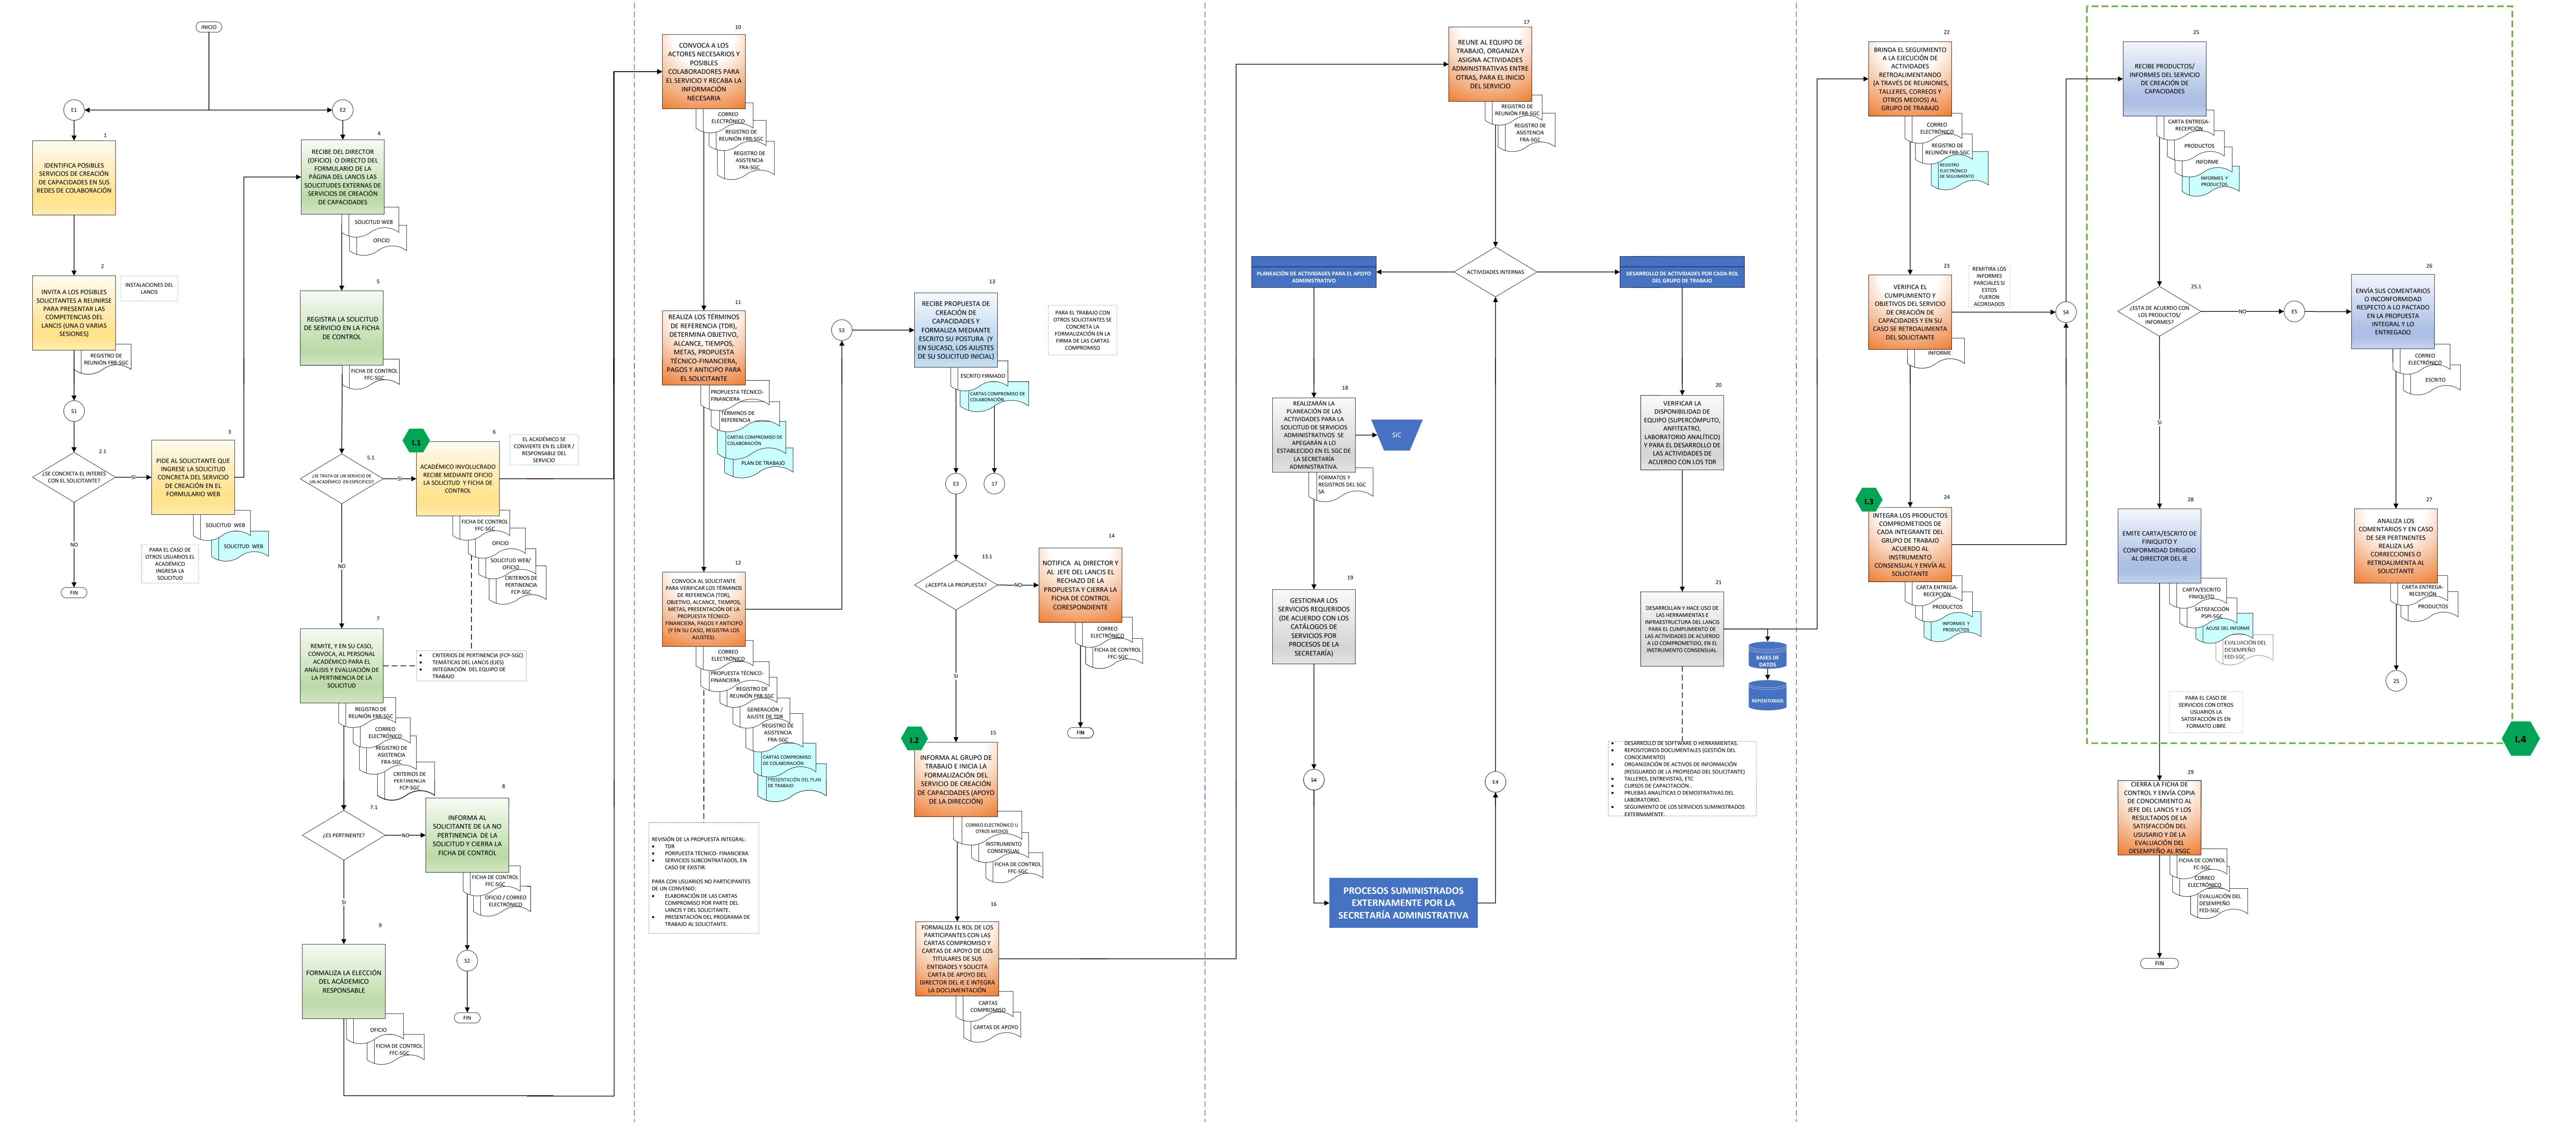 INICIO
E1
E2
1
IDENTIFICA POSIBLES
SERVICIOS DE CREACIÓN
DE CAPACIDADES EN SUS
REDES DE COLABORACIÓN
2
INVITA A LOS POSIBLES
SOLICITANTES A REUNIRSE
PARA PRESENTAR LAS
COMPETENCIAS DEL
LANCIS (UNA O VARIAS
SESIONES)
INSTALACIONES DEL
LANCIS
REGISTRO DE
REUNIÓN FRR-SGC
S1
2.1
¿SE CONCRETA EL INTERES
CON EL SOLICITANTE?
SI
NO
FIN
3
PIDE AL SOLICITANTE QUE
INGRESE LA SOLICITUD
CONCRETA DEL SERVICIO
DE CREACIÓN EN EL
FORMULARIO WEB
SOLICITUD WEB
SOLICITUD WEB
PARA EL CASO DE
OTROS USUARIOS EL
ACADÉMICO
INGRESA LA
SOLICITUD
4
RECIBE DEL DIRECTOR
(OFICIO) O DIRECTO DEL
FORMULARIO DE LA
PÁGINA DEL LANCIS LAS
SOLICITUDES EXTERNAS DE
SERVICIOS DE CREACIÓN
DE CAPACIDADES
SOLICITUD WEB
OFICIO
5
REGISTRA LA SOLICITUD
DE SERVICIO EN LA FICHA
DE CONTROL
FICHA DE CONTROL
FFC-SGC
5.1
¿SE TRATA DE UN SERVICIO DE
UN ACADÉMICO EN ESPECIFICO?
SI
NO
I.1
6
ACADÉMICO INVOLUCRADO
RECIBE MEDIANTE OFICIO
LA SOLICITUD Y FICHA DE
CONTROL
EL ACADÉMICO SE
CONVIERTE EN EL LÍDER /
RESPONSABLE DEL
SERVICIO
FICHA DE CONTROL
FFC-SGC
OFICIO
SOLICITUD WEB/
OFICIO
CRITERIOS DE
PERTINENCIA
FCP-SGC
7
REMITE, Y EN SU CASO,
CONVOCA, AL PERSONAL
ACADÉMICO PARA EL
ANÁLISIS Y EVALUACIÓN DE
LA PERTINENCIA DE LA
SOLICITUD
• CRITERIOS DE PERTINENCIA (FCP-SGC)
• TEMÁTICAS DEL LANCIS (EJES)
• INTEGRACIÓN DEL EQUIPO DE
TRABAJO
REGISTRO DE
REUNIÓN FRR-SGC
CORREO
ELECTRÓNICO
REGISTRO DE
ASISTENCIA
FRA-SGC
CRITERIOS DE
PERTINENCIA
FCP-SGC
7.1
¿ES PERTINENTE?
NO
SI
8
INFORMA AL
SOLICITANTE DE LA NO
PERTINENCIA DE LA
SOLICITUD Y CIERRA LA
FICHA DE CONTROL
FICHA DE CONTROL
FFC-SGC
OFICIO / CORREO
ELECTRÓNICO
S2
FIN
9
FORMALIZA LA ELECCIÓN
DEL ACÁDEMICO
RESPONSABLE
OFICIO
FICHA DE CONTROL
FFC-SGC
10
CONVOCA A LOS
ACTORES NECESARIOS Y
POSIBLES
COLABORADORES PARA
EL SERVICIO Y RECABA LA
INFORMACIÓN
NECESARIA
CORREO
ELECTRÓNICO
REGISTRO DE
REUNIÓN FRR-SGC
REGISTRO DE
ASISTENCIA
FRA-SGC
11
REALIZA LOS TÉRMINOS
DE REFERENCIA (TDR),
DETERMINA OBJETIVO,
ALCANCE, TIEMPOS,
METAS, PROPUESTA
TÉCNICO-FINANCIERA,
PAGOS Y ANTICIPO PARA
EL SOLICITANTE
PROPUESTA TÉCNICO-
FINANCIERA
TERMINOS DE
REFERENCIA
CARTAS COMPROMISO DE
COLABORACIÓN
PLAN DE TRABAJO
12
CONVOCA AL SOLICITANTE
PARA VERIFICAR LOS TÉRMINOS
DE REFERENCIA (TDR),
OBJETIVO, ALCANCE, TIEMPOS,
METAS, PRESENTACIÓN DE LA
PROPUESTA TÉCNICO-
FINANCIERA, PAGOS Y ANTICIPO
(Y EN SU CASO, REGISTRA LOS
AJUSTES).
CORREO
ELECTRÓNICO
PROPUESTA TÉCNICO-
FINANCIERA
REGISTRO DE
REUNIÓN FRR-SGC
GENERACIÓN /
AJUSTE DE TDR
REGISTRO DE
ASISTENCIA
FRA-SGC
CARTAS COMPROMISO
DE COLABORACIÓN
PRESENTACIÓN DEL PLAN
DE TRABAJO
REVISIÓN DE LA PROPUESTA INTEGRAL:
• TDR
• PORPUESTA TÉCNICO- FINANCIERA
• SERVICIOS SUBCONTRATADOS, EN
CASO DE EXISTIR.
PARA CON USUARIOS NO PARTICIPANTES
DE UN CONVENIO:
• ELABORACIÓN DE LAS CARTAS
COMPROMISO POR PARTE DEL
LANCIS Y DEL SOLICITANTE.
• PRESENTACIÓN DEL PROGRAMA DE
TRABAJO AL SOLICITANTE.
S3
13
RECIBE PROPUESTA DE
CREACIÓN DE
CAPACIDADES Y
FORMALIZA MEDIANTE
ESCRITO SU POSTURA (Y
EN SUCASO, LOS AJUSTES
DE SU SOLICITUD INICIAL)
PARA EL TRABAJO CON
OTROS SOLICITANTES SE
CONCRETA LA
FORMALIZACIÓN EN LA
FIRMA DE LAS CARTAS
COMPROMISO
ESCRITO FIRMADO
CARTAS COMPROMISO DE
COLABORACIÓN
E3
17
13.1
¿ACEPTA LA PROPUESTA?
NO
SI
14
NOTIFICA AL DIRECTOR Y
AL JEFE DEL LANCIS EL
RECHAZO DE LA
PROPUESTA Y CIERRA LA
FICHA DE CONTROL
CORESPONDIENTE
CORREO
ELECTRÓNICO
FICHA DE CONTROL
FFC-SGC
FIN
I.2
15
INFORMA AL GRUPO DE
TRABAJO E INICIA LA
FORMALIZACIÓN DEL
SERVICIO DE CREACIÓN
DE CAPACIDADES (APOYO
DE LA DIRECCIÓN)
CORREO ELECTRÓNICO U
OTROS MEDIOS
INSTRUMENTO
CONSENSUAL
FICHA DE CONTROL
FFC-SGC
16
FORMALIZA EL ROL DE LOS
PARTICIPANTES CON LAS
CARTAS COMPROMISO Y
CARTAS DE APOYO DE LOS
TITULARES DE SUS
ENTIDADES Y SOLICITA
CARTA DE APOYO DEL
DIRECTOR DEL IE E INTEGRA
LA DOCUMENTACIÓN
CARTAS
COMPROMISO
CARTAS DE APOYO
17
REUNE AL EQUIPO DE
TRABAJO, ORGANIZA Y
ASIGNA ACTIVIDADES
ADMINISTRATIVAS ENTRE
OTRAS, PARA EL INICIO
DEL SERVICIO
REGISTRO DE
REUNIÓN FRR-SGC
REGISTRO DE
ASISTENCIA
FRA-SGC
PLANEACIÓN DE ACTIVIDADES PARA EL APOYO
ADMINISTRATIVO
ACTIVIDADES INTERNAS
DESARROLLO DE ACTIVIDADES POR CADA ROL
DEL GRUPO DE TRABAJO
18
REALIZARÁN LA
PLANEACIÓN DE LAS
ACTIVIDADES PARA LA
SOLICITUD DE SERVICIOS
ADMINISTRATIVOS SE
APEGARÁN A LO
ESTABLECIDO EN EL SGC DE
LA SECRETARÍA
ADMINISTRATIVA.
SIC
FORMATOS Y
REGISTROS DEL SGC
SA
19
GESTIONAR LOS
SERVICIOS REQUERIDOS
(DE ACUERDO CON LOS
CATÁLOGOS DE
SERVICIOS POR
PROCESOS DE LA
SECRETARÍA)
S4
PROCESOS SUMINISTRADOS
EXTERNAMENTE POR LA
SECRETARÍA ADMINISTRATIVA
E4
20
VERIFICAR LA
DISPONIBILIDAD DE
EQUIPO (SUPERCÓMPUTO,
ANFITEATRO,
LABORATORIO ANALÍTICO)
Y PARA EL DESARROLLO DE
LAS ACTIVIDADES DE
ACUERDO CON LOS TDR
21
DESARROLLAN Y HACE USO DE
LAS HERRAMIENTAS E
INFRAESTRUCTURA DEL LANCIS
PARA EL CUMPLIMIENTO DE
LAS ACTIVIDADES DE ACUERDO
A LO COMPROMETIDO, EN EL
INSTRUMENTO CONSENSUAL.
BASES DE
DATOS
REPOSITORIOS
• DESARROLLO DE SOFTWARE O HERRAMIENTAS.
• REPOSITORIOS DOCUMENTALES (GESTIÓN DEL
CONOCIMIENTO)
• ORGANIZACIÓN DE ACTIVOS DE INFORMACIÓN
(RESGUARDO DE LA PROPIEDAD DEL SOLICITANTE)
• TALLERES, ENTREVISTAS, ETC
• CURSOS DE CAPACITACIÓN..
• PRUEBAS ANALÍTICAS O DEMOSTRATIVAS DEL
LABORATORIO.
• SEGUIMIENTO DE LOS SERVICIOS SUMINISTRADOS
EXTERNAMENTE.
22
BRINDA EL SEGUIMIENTO
A LA EJECUCIÓN DE
ACTIVIDADES
RETROALIMENTANDO
(A TRAVÉS DE REUNIONES,
TALLERES, CORREOS Y
OTROS MEDIOS) AL
GRUPO DE TRABAJO
CORREO
ELECTRÓNICO
REGISTRO DE
REUNIÓN FRR-SGC
REGISTRO
ELECTRÓNICO
DE SEGUIMIENTO
23
VERIFICA EL
CUMPLIMIENTO Y
OBJETIVOS DEL SERVICIO
DE CREACIÓN DE
CAPACIDADES Y EN SU
CASO SE RETROALIMENTA
DEL SOLICITANTE
REMITIRA LOS
INFORMES
PARCIALES SI
ESTOS
FUERON
ACORDADOS
INFORME
S4
I.3
24
INTEGRA LOS PRODUCTOS
COMPROMETIDOS DE
CADA INTEGRANTE DEL
GRUPO DE TRABAJO
ACUERDO AL
INSTRUMENTO
CONSENSUAL Y ENVÍA AL
SOLICITANTE
CARTA ENTREGA-
RECEPCIÓN
PRODUCTOS
INFORMES Y
PRODUCTOS
25
RECIBE PRODUCTOS/
INFORMES DEL SERVICIO
DE CREACIÓN DE
CAPACIDADES
CARTA ENTREGA-
RECEPCIÓN
PRODUCTOS
INFORME
INFORMES Y
PRODUCTOS
25.1
¿ESTA DE ACUERDO CON
LOS PRODUCTOS/
INFORMES?
NO
SI
E5
26
ENVÍA SUS COMENTARIOS
O INCONFORMIDAD
RESPECTO A LO PACTADO
EN LA PROPUESTA
INTEGRAL Y LO
ENTREGADO
CORREO
ELECTRÓNICO
ESCRITO
27
ANALIZA LOS
COMENTARIOS Y EN CASO
DE SER PERTINENTES
REALIZA LAS
CORRECCIONES O
RETROALIMENTA AL
SOLICITANTE
CARTA ENTREGA-
RECEPCIÓN
PRODUCTOS
25
28
EMITE CARTA/ESCRITO DE
FINIQUITO Y
CONFORMIDAD DIRIGIDO
AL DIRECTOR DEL IE
CARTA/ESCRITO
FINIQUITO
SATISFACCIÓN
PSPI-SGC
ACUSE DEL INFORME
EVALUACIÓN DEL
DESEMPEÑO
FED-SGC
PARA EL CASO DE
SERVICIOS CON OTROS
USUARIOS LA
SATISFACCIÓN ES EN
FORMATO LIBRE
I.4
29
CIERRA LA FICHA DE
CONTROL Y ENVÍA COPIA
DE CONOCIMIENTO AL
JEFE DEL LANCIS Y LOS
RESULTADOS DE LA
SATISFACCIÓN DEL
USUSARIO Y DE LA
EVALUACIÓN DEL
DESEMPEÑO AL RSGC
FICHA DE CONTROL
FC-SGC
CORREO
ELECTRÓNICO
EVALUACIÓN DEL
DESEMPEÑO
FED-SGC
FIN